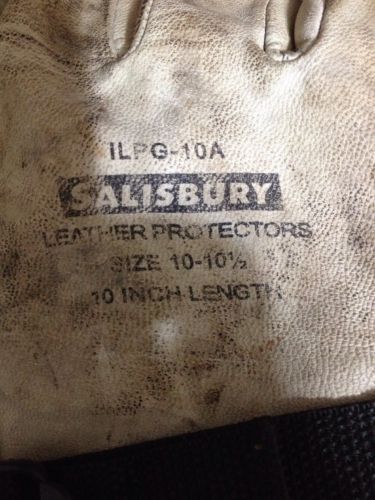 ILPG-10A
SALISBURY
LEATHER PROTECTORS
SIZE 10-10½
10 INCH LENGTH